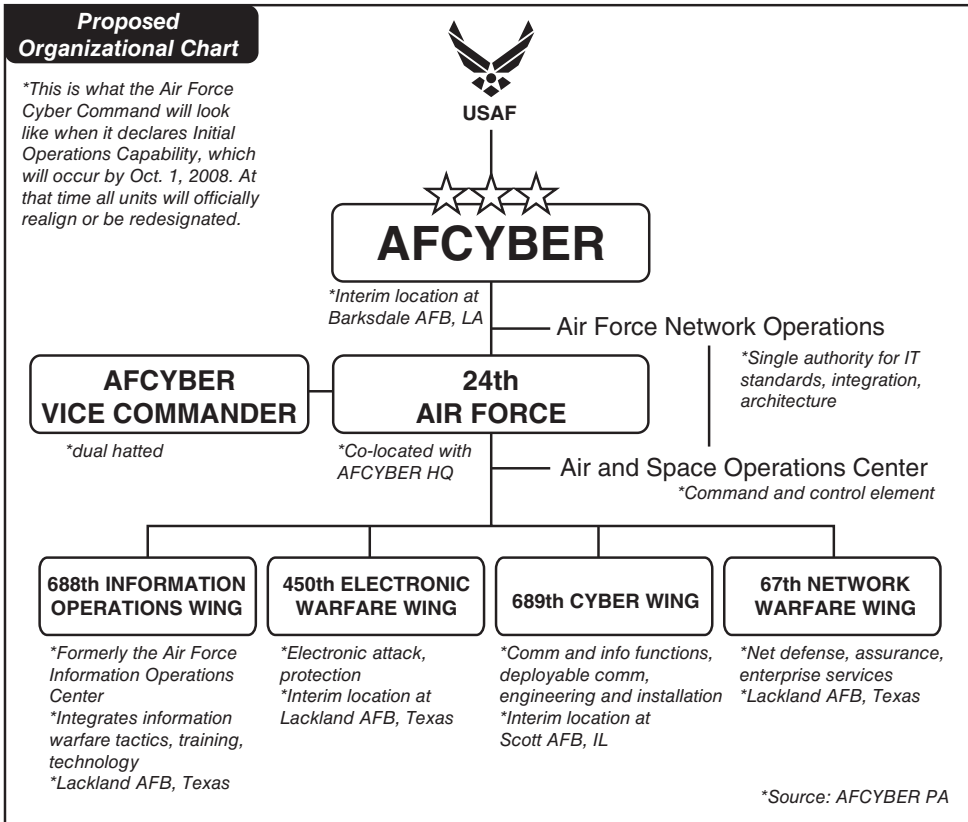 Proposed
Organizational Chart
*This is what the Air Force
Cyber Command will look
like when it declares Initial
Operations Capability, which
will occur by Oct. 1, 2008. At
that time all units will officially
realign or be redesignated.
USAF
AFCYBER
*Interim location at
Barksdale AFB, LA
Air Force Network Operations
*Single authority for IT
standards, integration,
architecture
AFCYBER
VICE COMMANDER
*dual hatted
24th
AIR FORCE
*Co-located with
AFCYBER HQ
Air and Space Operations Center
*Command and control element
688th INFORMATION
OPERATIONS WING
*Formerly the Air Force
Information Operations
Center
*Integrates information
warfare tactics, training,
technology
*Lackland AFB, Texas
450th ELECTRONIC
WARFARE WING
*Electronic attack,
protection
*Interim location at
Lackland AFB, Texas
689th CYBER WING
*Comm and info functions,
deployable comm,
engineering and installation
*Interim location at
Scott AFB, IL
67th NETWORK
WARFARE WING
*Net defense, assurance,
enterprise services
*Lackland AFB, Texas
*Source: AFCYBER PA